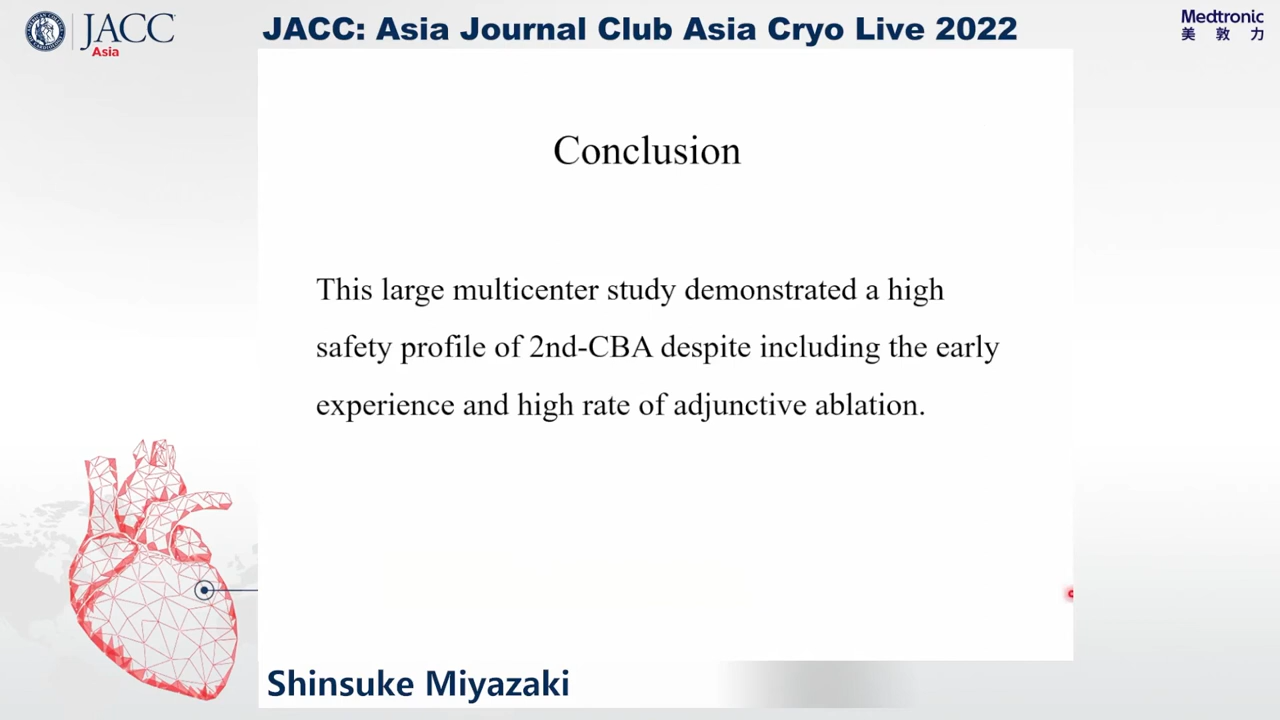 JACC
Asia
JACC: Asia Journal Club Asia Cryo Live 2022
Medtronic
美敦力
Conclusion
This large multicenter study demonstrated a high
safety profile of 2nd-CBA despite including the early
experience and high rate of adjunctive ablation.
Shinsuke Miyazaki